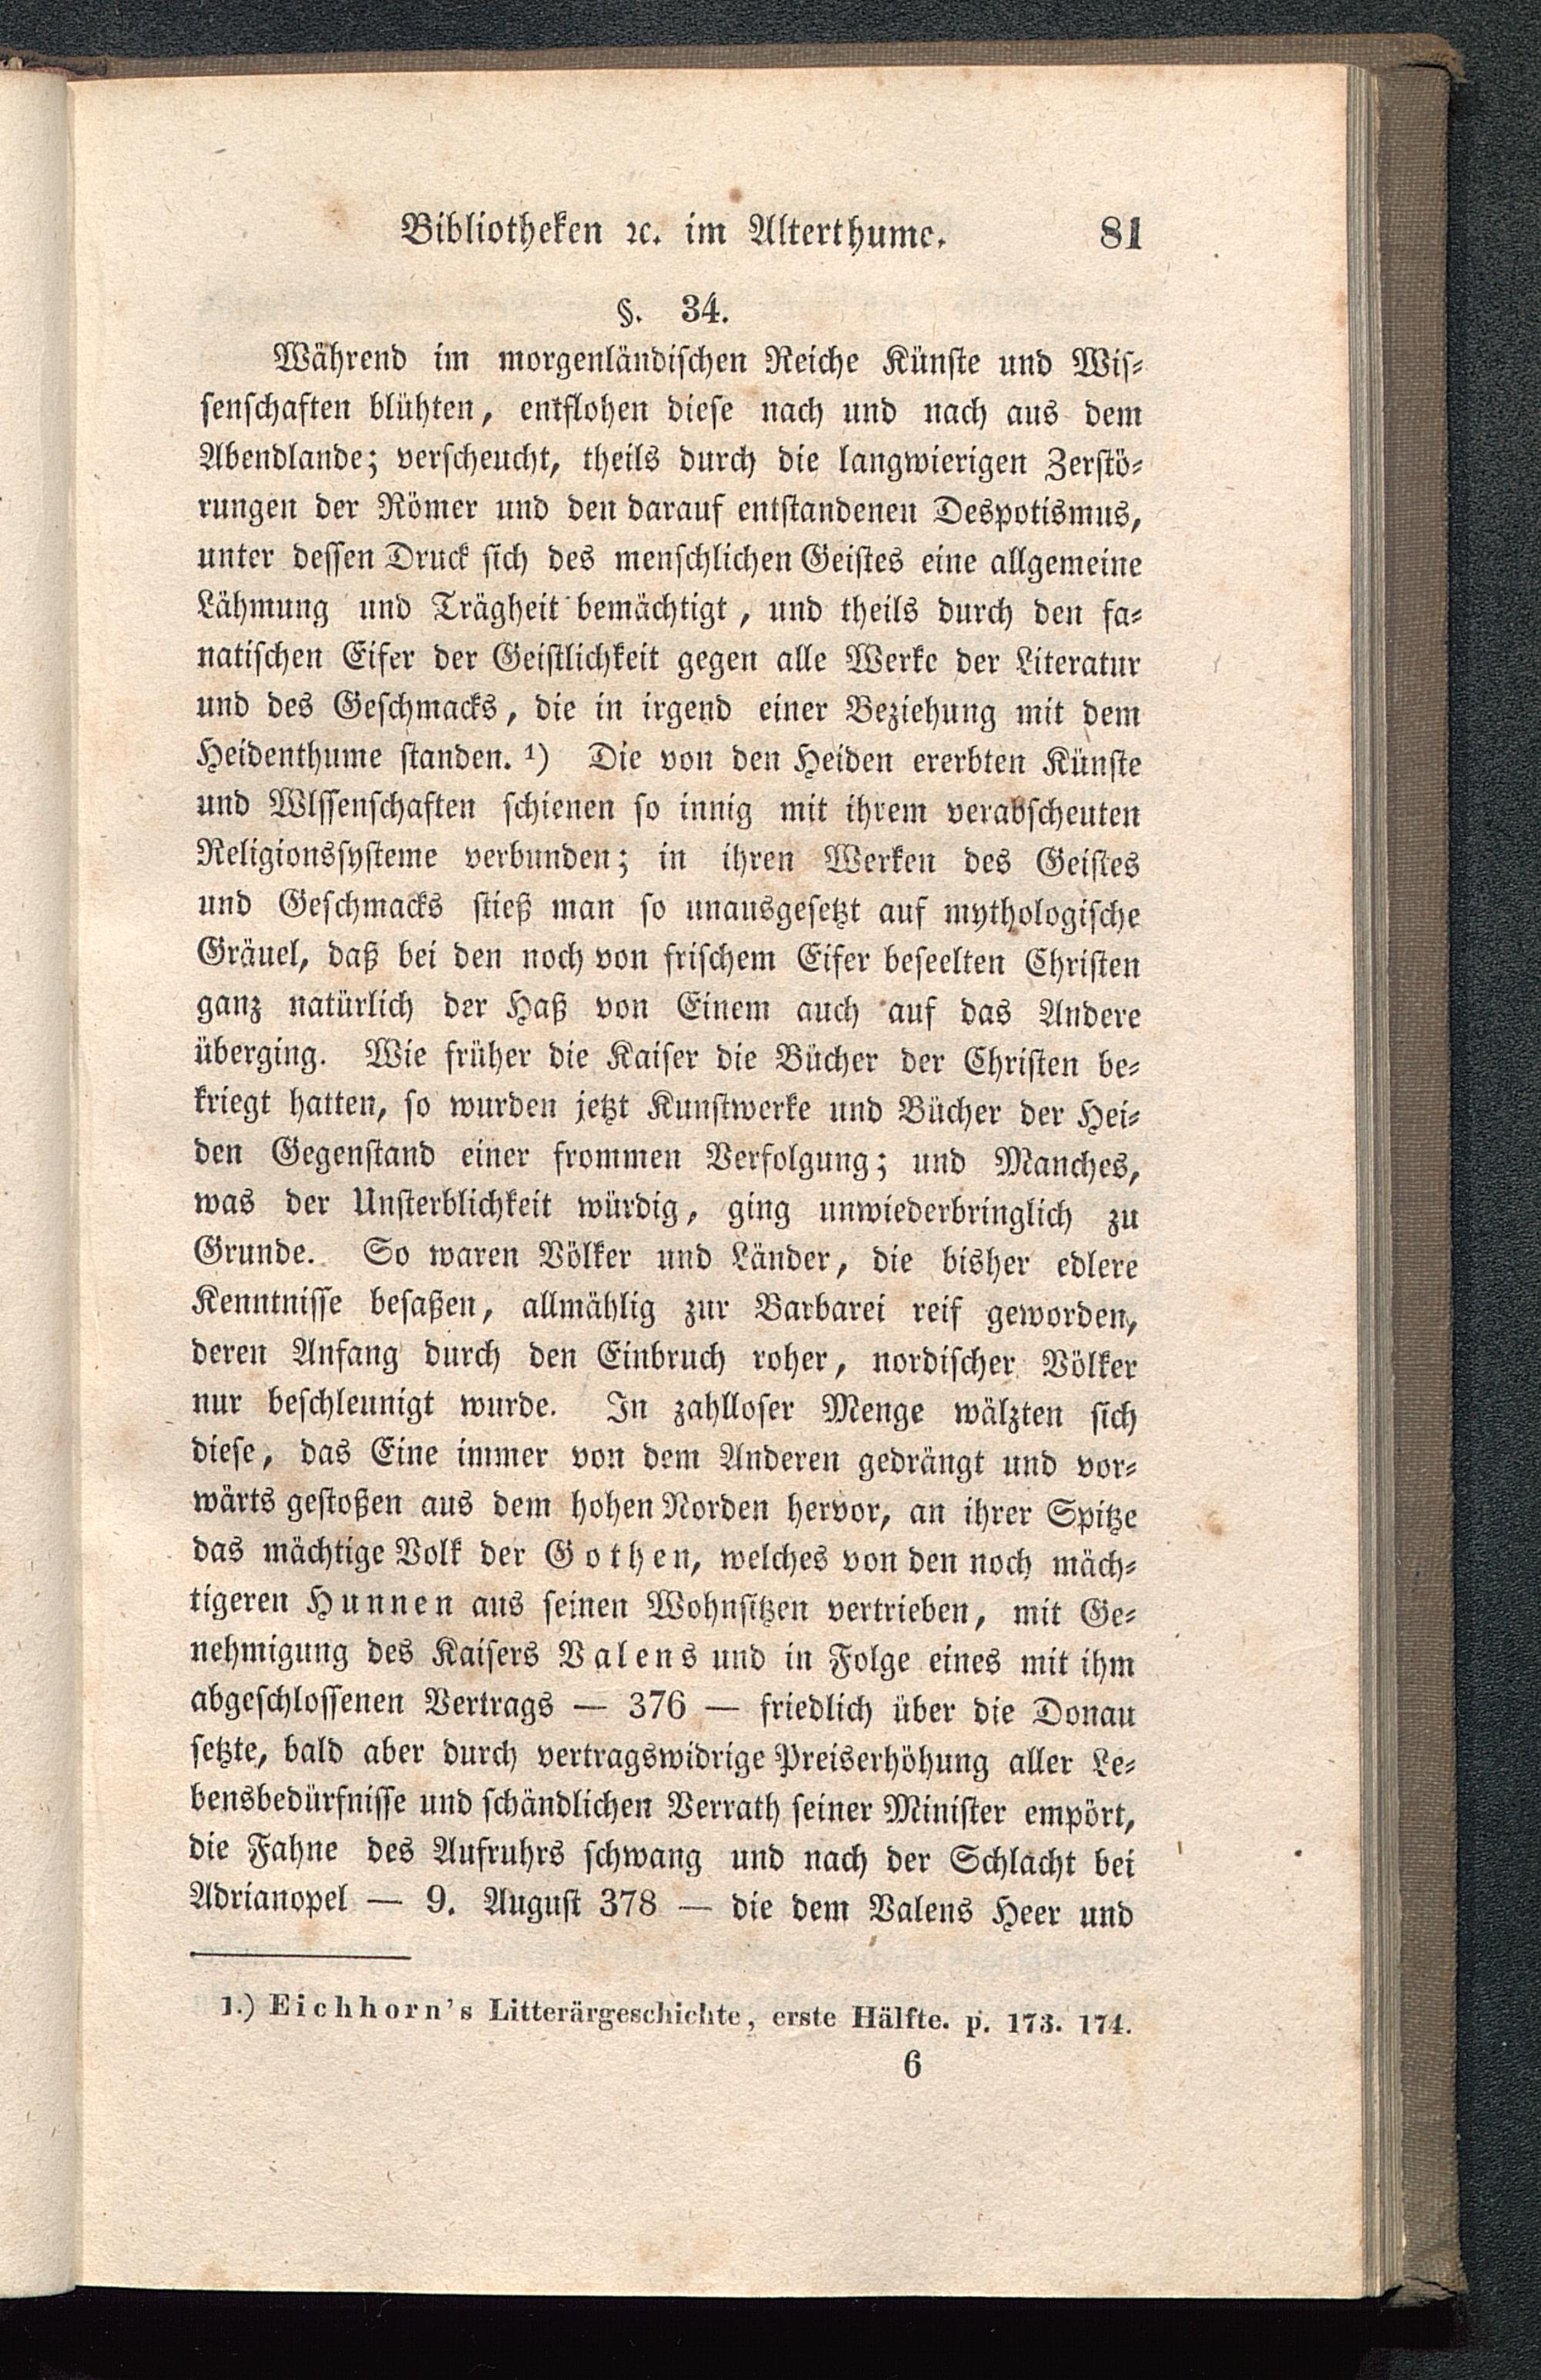 Bibliotheken ꝛc. im Alterthume. 81
§. 34.
Während im morgenländischen Reiche Künste und Wis-
senschaften blühten, entflohen diese nach und nach aus dem
Abendlande; verscheucht, theils durch die langwierigen Zerstö-
rungen der Römer und den darauf entstandenen Despotismus,
unter dessen Druck sich des menschlichen Geistes eine allgemeine
Lähmung und Trägheit bemächtigt, und theils durch den fa-
natischen Eifer der Geistlichkeit gegen alle Werke der Literatur
und des Geschmacks, die in irgend einer Beziehung mit dem
Heidenthume standen. ¹) Die von den Heiden ererbten Künste
und Wlssenschaften schienen so innig mit ihrem verabscheuten
Religionssysteme verbunden; in ihren Werken des Geistes
und Geschmacks stieß man so unausgesetzt auf mythologische
Gräuel, daß bei den noch von frischem Eifer beseelten Christen
ganz natürlich der Haß von Einem auch auf das Andere
überging. Wie früher die Kaiser die Bücher der Christen be-
kriegt hatten, so wurden jetzt Kunstwerke und Bücher der Hei-
den Gegenstand einer frommen Verfolgung; und Manches,
was der Unsterblichkeit würdig, ging unwiederbringlich zu
Grunde. So waren Völker und Länder, die bisher edlere
Kenntnisse besaßen, allmählig zur Barbarei reif geworden,
deren Anfang durch den Einbruch roher, nordischer Völker
nur beschleunigt wurde. In zahlloser Menge wälzten sich
diese, das Eine immer von dem Anderen gedrängt und vor-
wärts gestoßen aus dem hohen Norden hervor, an ihrer Spitze
das mächtige Volk der Gothen, welches von den noch mäch-
tigeren Hunnen aus seinen Wohnsitzen vertrieben, mit Ge-
nehmigung des Kaisers Valens und in Folge eines mit ihm
abgeschlossenen Vertrags — 376 — friedlich über die Donau
setzte, bald aber durch vertragswidrige Preiserhöhung aller Le-
bensbedürfnisse und schändlichen Verrath seiner Minister empört,
die Fahne des Aufruhrs schwang und nach der Schlacht bei
Adrianopel — 9. August 378 — die dem Valens Heer und
1.) Eichhorn's Litterärgeschichte, erste Hälfte. p. 173. 174.
6